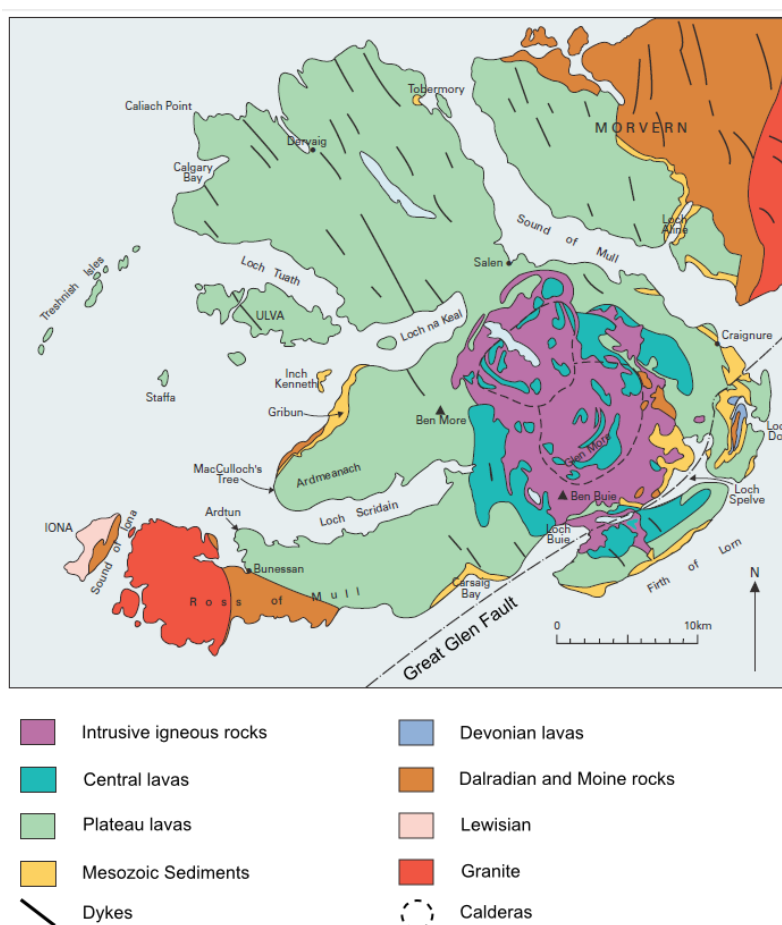 Tobermory
Caliach Point
MORVERN
Dervaig
Calgary
Bay
Loch
Aline
Sound of Mull
Salen
Loch Tuath
Treshnish Isles
ULVA
Loch na Keal
Craignure
Inch
Kenneth
Staffa
Gribun
Ben More
Glen More
MacCulloch's
Tree
Ardmeanach
Loch
Spelve
Ben Buie
Ardtun
Loch Scridain
IONA
Sound of Iona
Loch
Buie
Bunessan
Firth of Lorn
Ross of Mull
Carsaig
Bay
N
0 10km
Great Glen Fault
Intrusive igneous rocks
Devonian lavas
Central lavas
Dalradian and Moine rocks
Plateau lavas
Lewisian
Mesozoic Sediments
Granite
Dykes
Calderas